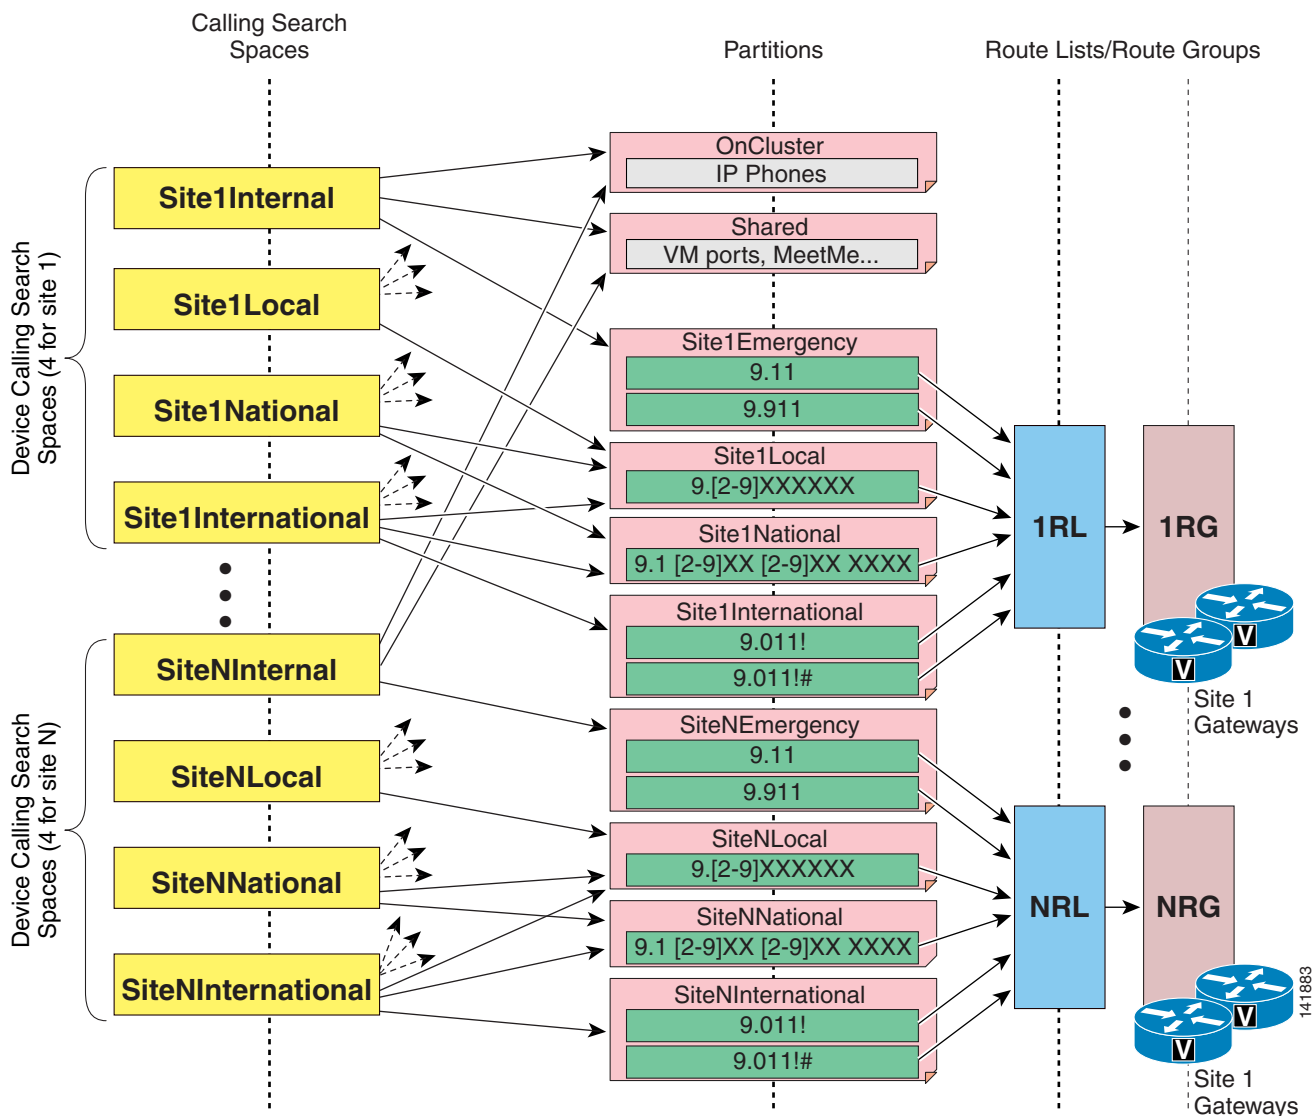 Calling Search
Spaces
Partitions
Route Lists/Route Groups
Device Calling Search
Spaces (4 for site 1)
Site1Internal
Site1Local
Site1National
Site1International
Device Calling Search
Spaces (4 for site N)
SiteNInternal
SiteNLocal
SiteNNational
SiteNInternational
OnCluster
IP Phones
Shared
VM ports, MeetMe...
Site1Emergency
9.11
9.911
Site1Local
9.[2-9]XXXXXX
Site1National
9.1 [2-9]XX [2-9]XX XXXX
Site1International
9.011!
9.011!#
SiteNEmergency
9.11
9.911
SiteNLocal
9.[2-9]XXXXXX
SiteNNational
9.1 [2-9]XX [2-9]XX XXXX
SiteNInternational
9.011!
9.011!#
1RL
1RG
V
V
Site 1
Gateways
NRL
NRG
V
V
Site 1
Gateways
141883